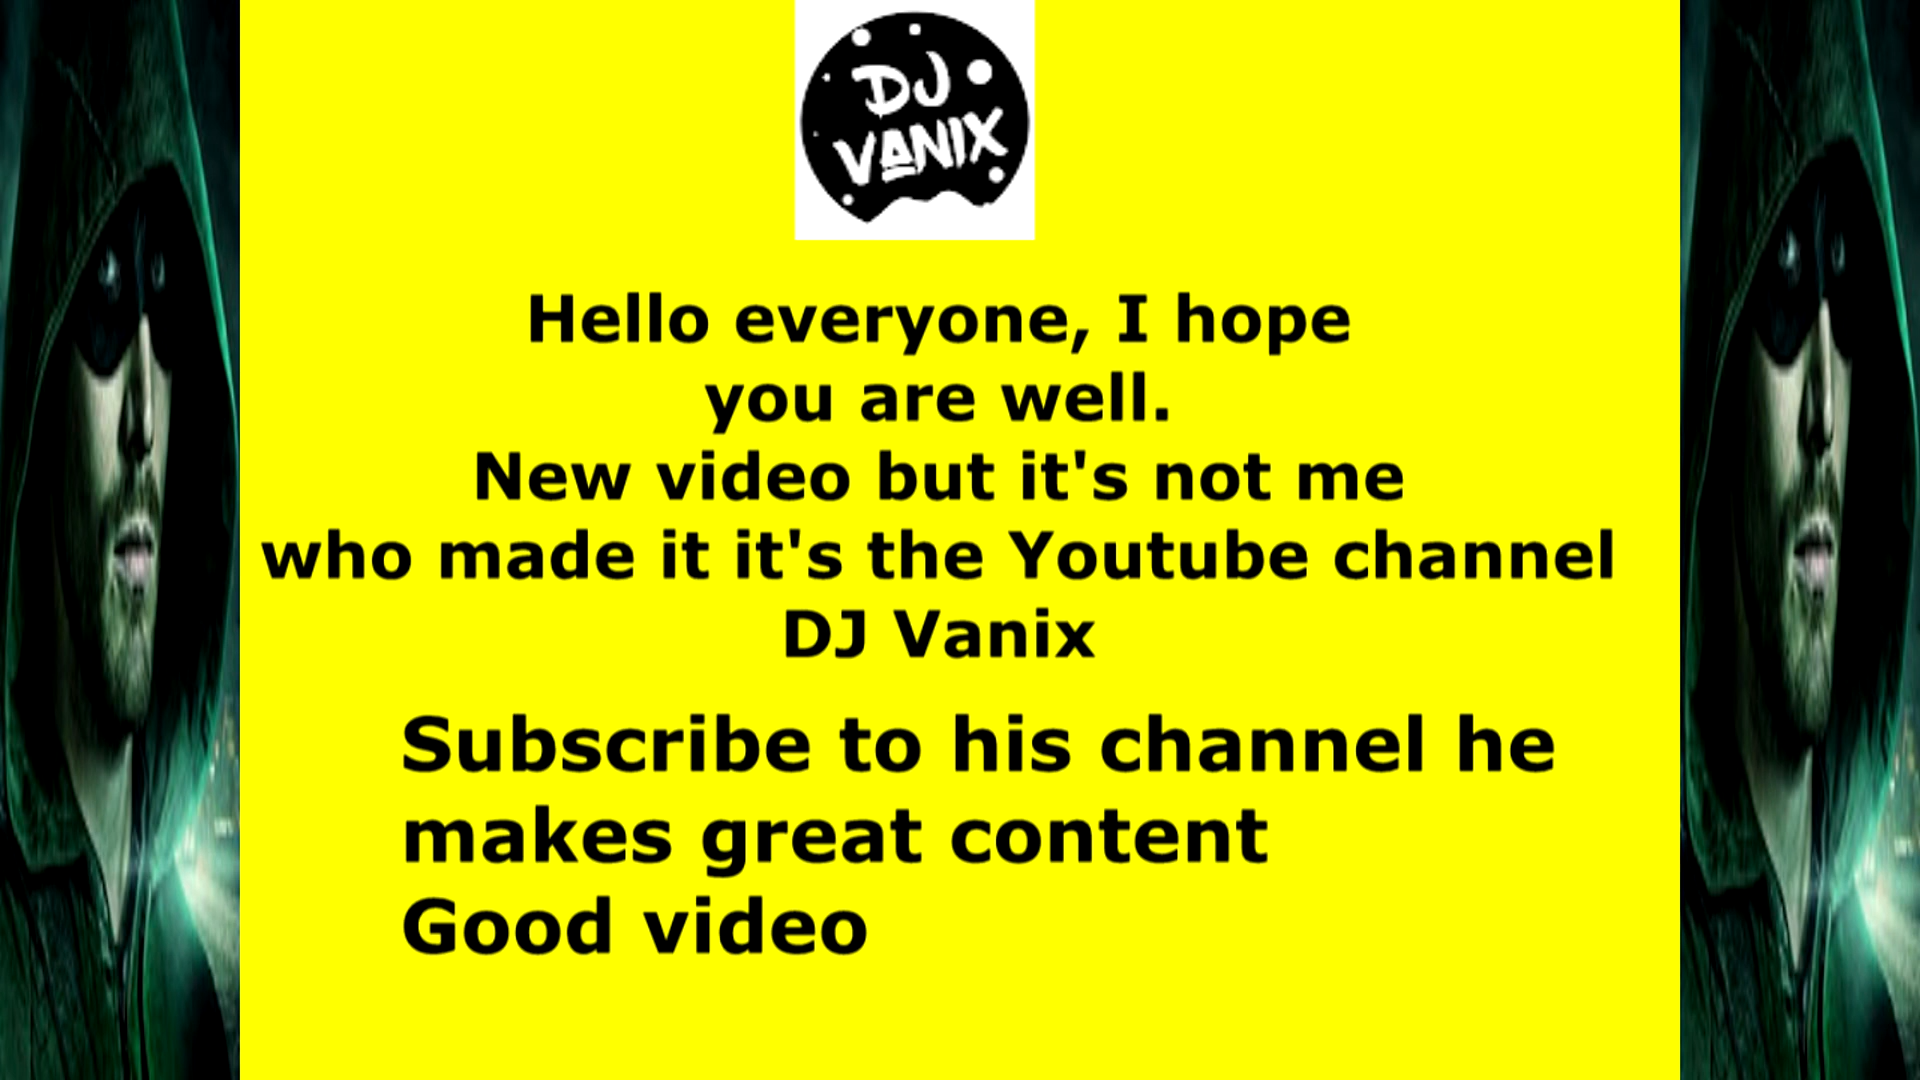 DJ
VANIX
Hello everyone, I hope
you are well.
New video but it's not me
who made it it's the Youtube channel
DJ Vanix
Subscribe to his channel he
makes great content
Good video